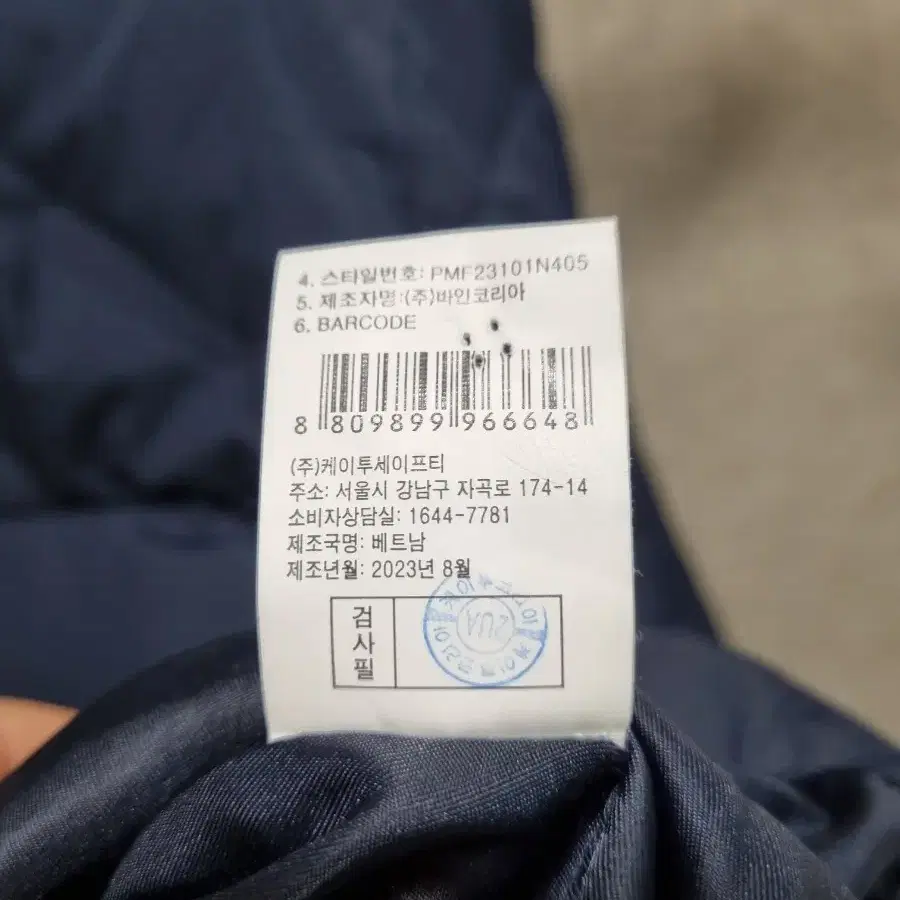 4. 스타일번호: PMF23101N405
5. 제조자명:(주)바인코리아
6. BARCODE
8 809899 966648
(주)케이투세이프티
주소: 서울시 강남구 자곡로 174-14
소비자상담실: 1644-7781
제조국명: 베트남
제조년월: 2023년 8월
검사필